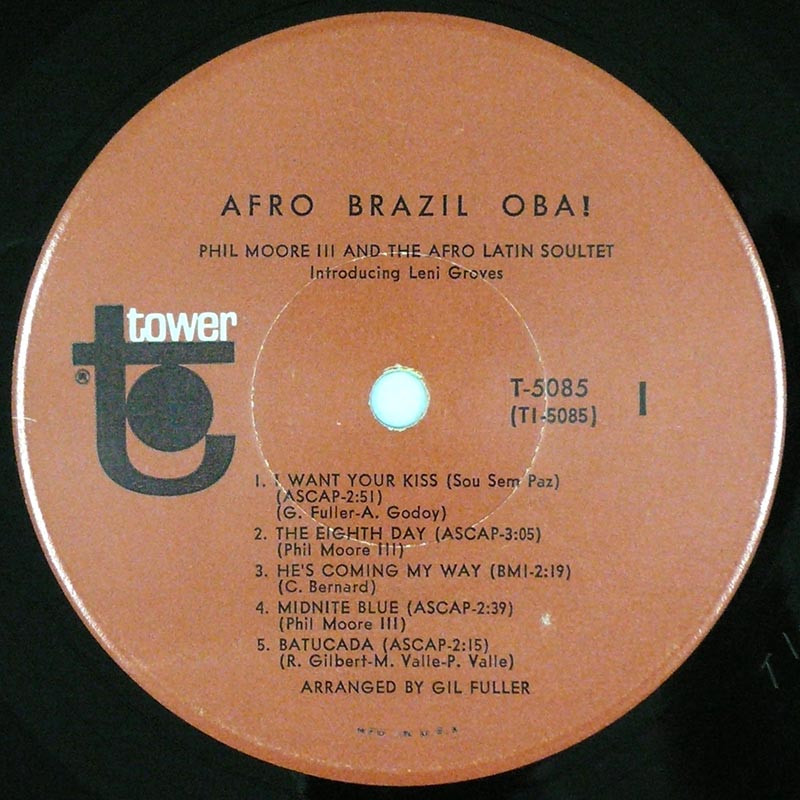 AFRO BRAZIL OBA!
PHIL MOORE III AND THE AFRO LATIN SOULTET
Introducing Leni Groves
tower
®
T-5085
(T1-5085)
1
1. I WANT YOUR KISS (Sou Sem Paz)
(ASCAP-2:51)
(G. Fuller-A. Godoy)
2. THE EIGHTH DAY (ASCAP-3:05)
(Phil Moore III)
3. HE'S COMING MY WAY (BMI-2:19)
(C. Bernard)
4. MIDNITE BLUE (ASCAP-2:39)
(Phil Moore III)
5. BATUCADA (ASCAP-2:15)
(R. Gilbert-M. Valle-P. Valle)
ARRANGED BY GIL FULLER
MFD. IN U.S.A.